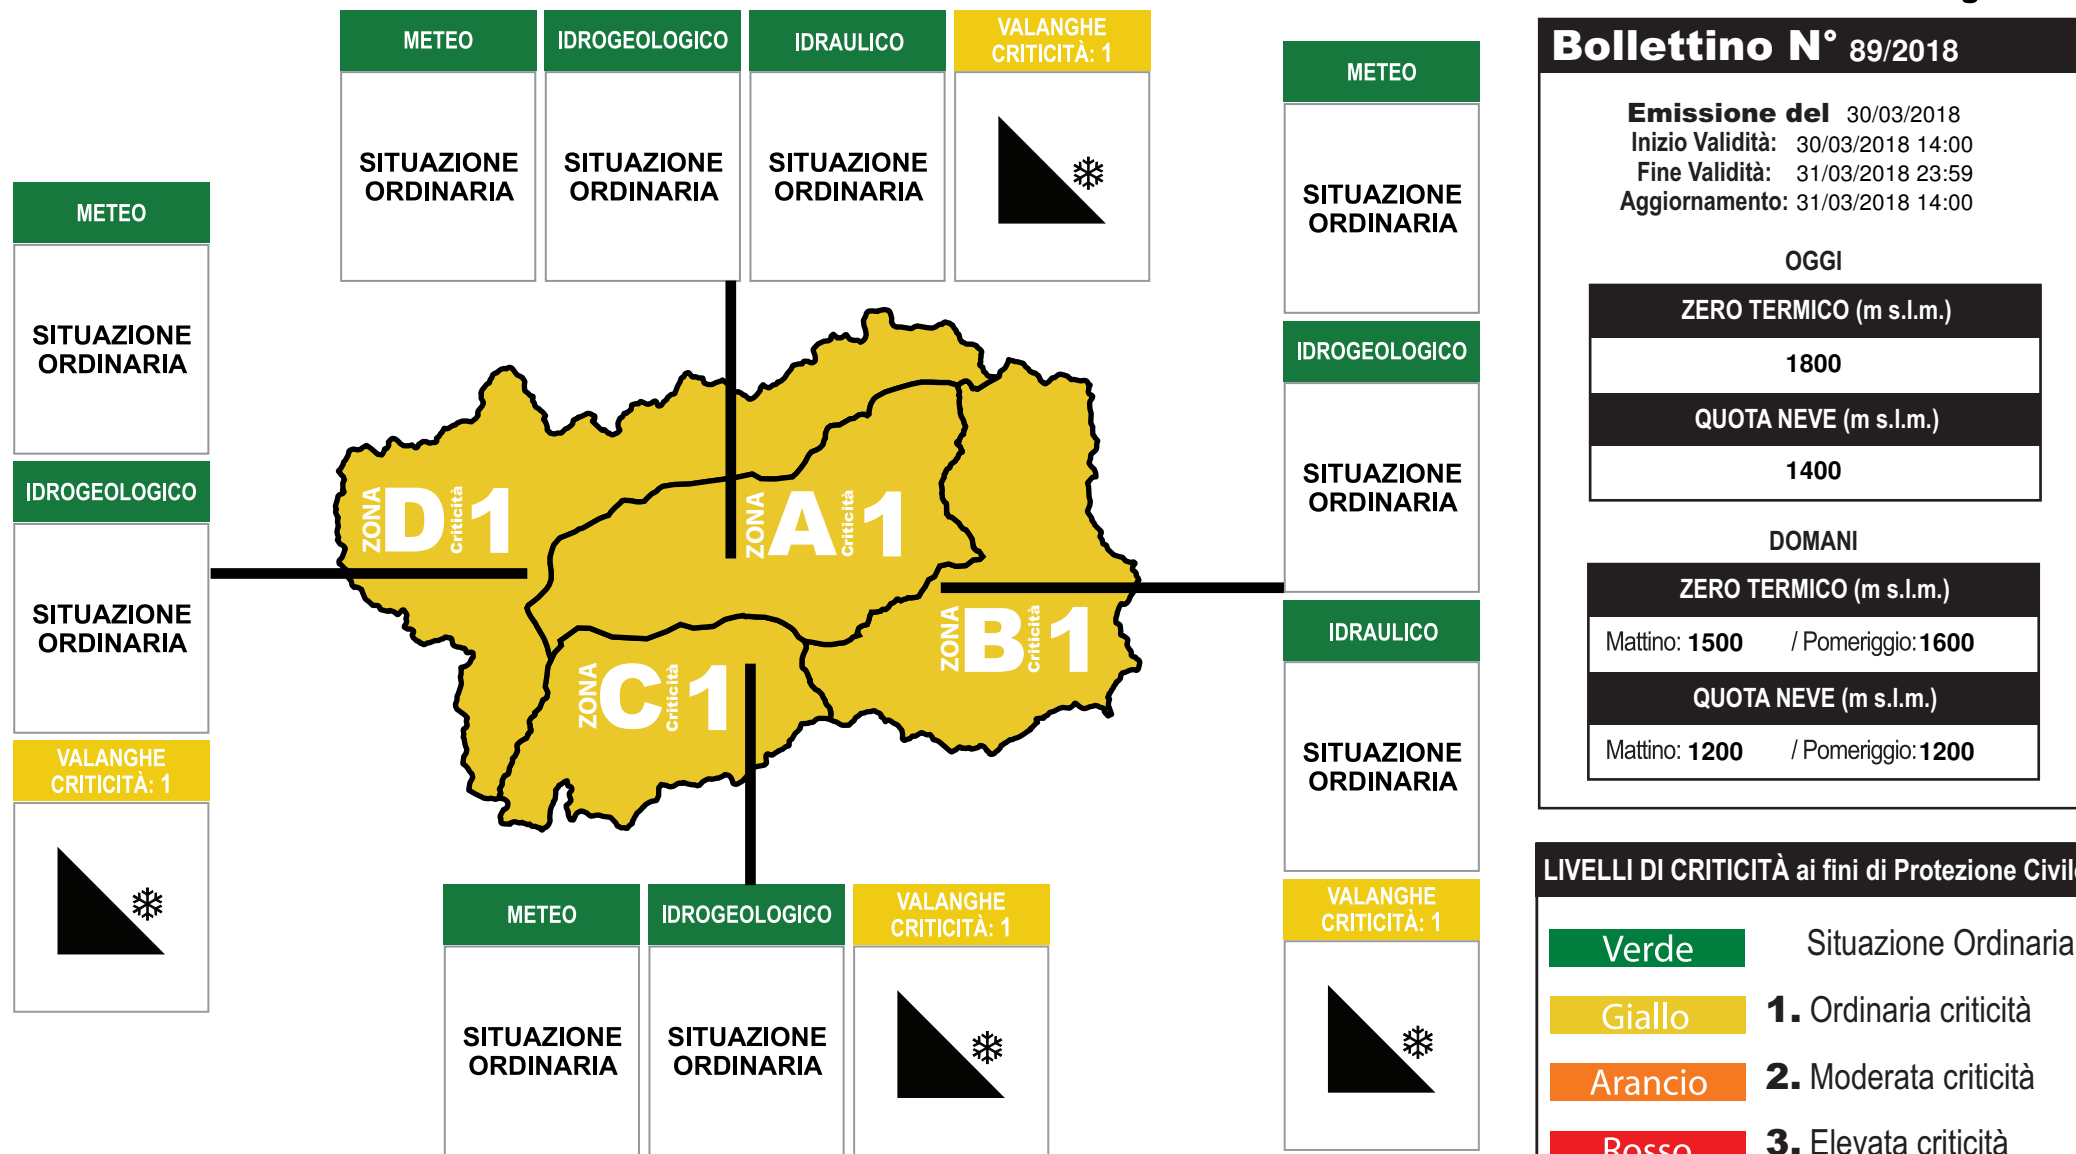 METEO
SITUAZIONE
ORDINARIA
IDROGEOLOGICO
SITUAZIONE
ORDINARIA
IDRAULICO
SITUAZIONE
ORDINARIA
VALANGHE
CRITICITÀ: 1
METEO
SITUAZIONE
ORDINARIA
IDROGEOLOGICO
SITUAZIONE
ORDINARIA
VALANGHE
CRITICITÀ: 1
ZONA D Criticità 1
ZONA A Criticità 1
ZONA B Criticità 1
ZONA C Criticità 1
METEO
SITUAZIONE
ORDINARIA
IDROGEOLOGICO
SITUAZIONE
ORDINARIA
VALANGHE
CRITICITÀ: 1
METEO
SITUAZIONE
ORDINARIA
IDROGEOLOGICO
SITUAZIONE
ORDINARIA
IDRAULICO
SITUAZIONE
ORDINARIA
VALANGHE
CRITICITÀ: 1
Bollettino N° 89/2018
Emissione del 30/03/2018
Inizio Validità: 30/03/2018 14:00
Fine Validità: 31/03/2018 23:59
Aggiornamento: 31/03/2018 14:00
OGGI
ZERO TERMICO (m s.l.m.)
1800
QUOTA NEVE (m s.l.m.)
1400
DOMANI
ZERO TERMICO (m s.l.m.)
Mattino: 1500 / Pomeriggio: 1600
QUOTA NEVE (m s.l.m.)
Mattino: 1200 / Pomeriggio: 1200
LIVELLI DI CRITICITÀ ai fini di Protezione Civile
Verde Situazione Ordinaria
Giallo 1. Ordinaria criticità
Arancio 2. Moderata criticità
Rosso 3. Elevata criticità